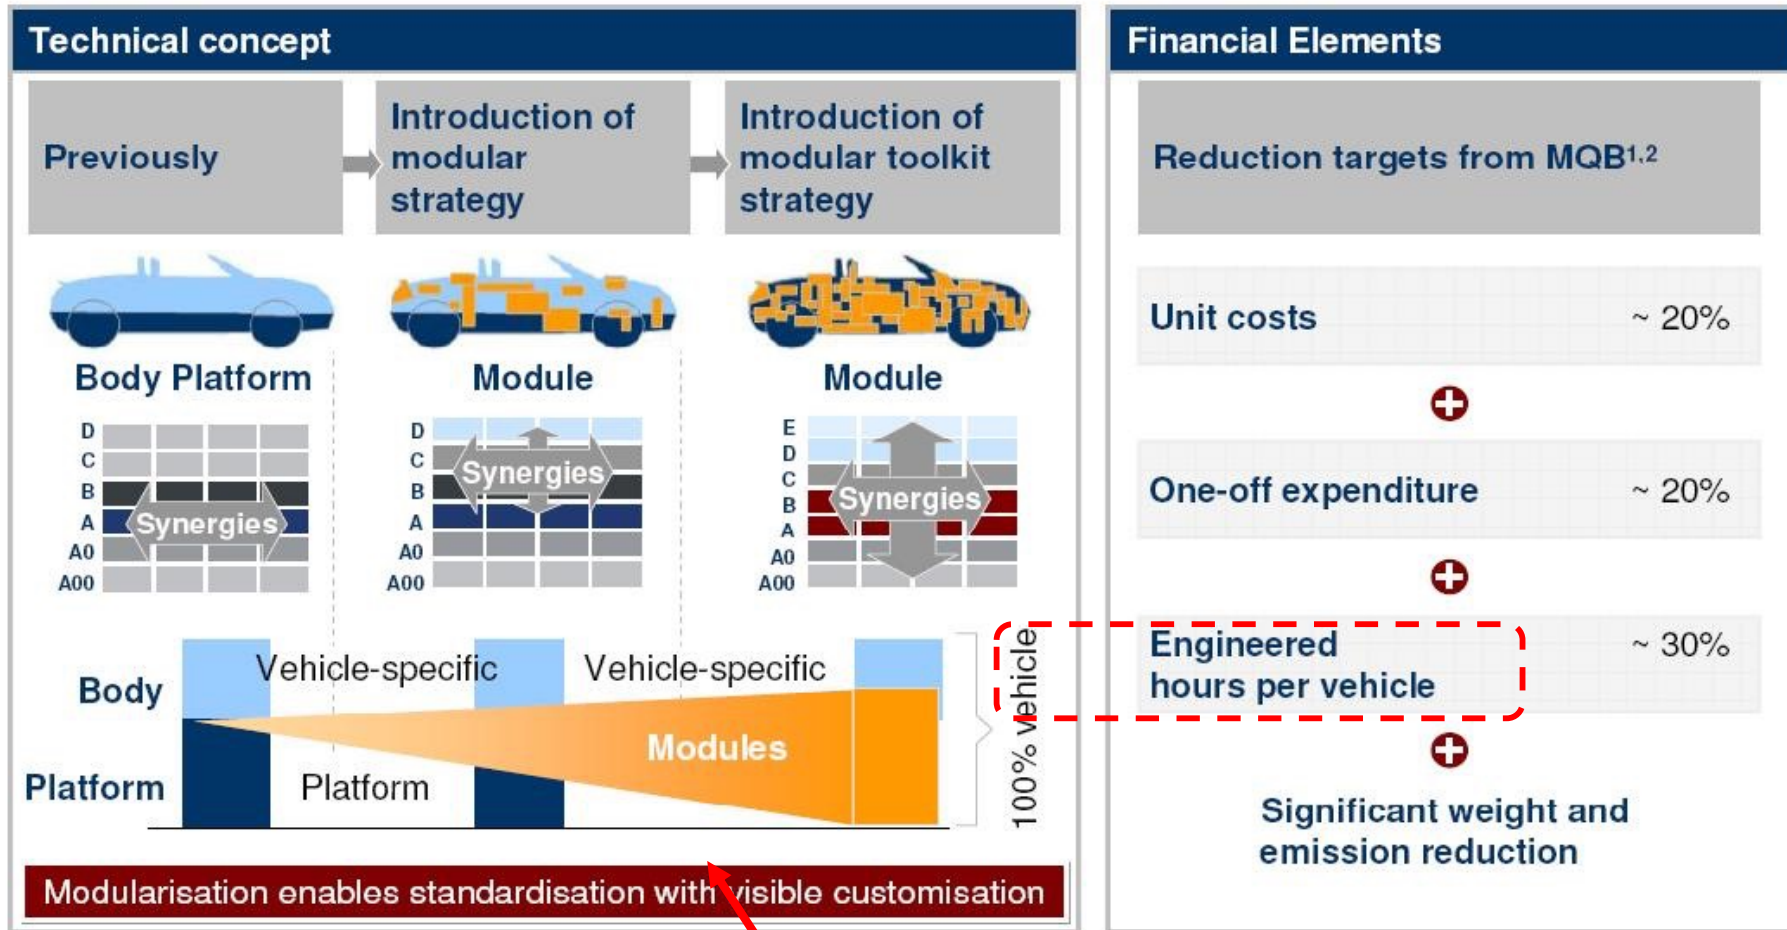 Technical concept
Previously
Introduction of
modular
strategy
Introduction of
modular toolkit
strategy
Body Platform
Module
Module
D
C
B
A
A0
A00
Synergies
D
C
B
A
A0
A00
Synergies
E
D
C
B
A
A0
A00
Synergies
Body
Platform
Vehicle-specific
Vehicle-specific
Platform
Modules
100% vehicle
Modularisation enables standardisation with visible customisation
Financial Elements
Reduction targets from MQB1,2
Unit costs ~ 20%
One-off expenditure ~ 20%
Engineered ~ 30%
hours per vehicle
Significant weight and
emission reduction